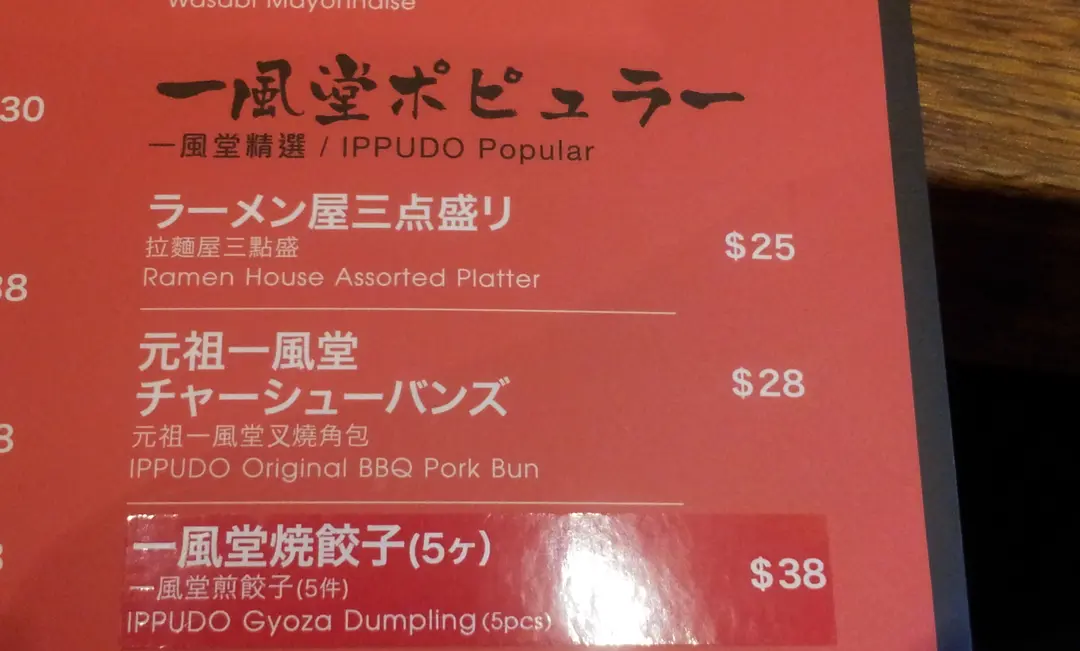 Wasabi Mayonnaise
30
一風堂ポピュラー
一風堂精選 / IPPUDO Popular
ラーメン屋三点盛り
拉麵屋三點盛
Ramen House Assorted Platter
$25
38
元祖一風堂
チャーシューバンズ
元祖一風堂叉燒角包
IPPUDO Original BBQ Pork Bun
$28
一風堂焼餃子(5ヶ)
一風堂煎餃子(5件)
IPPUDO Gyoza Dumpling (5pcs)
$38